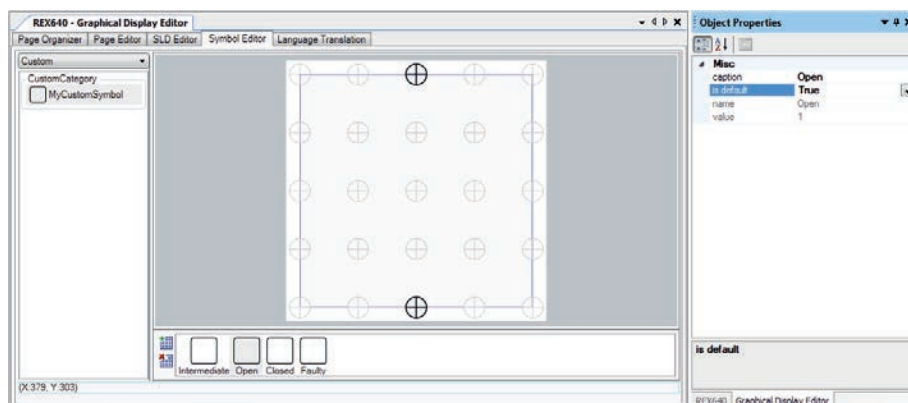 REX640 - Graphical Display Editor
Page Organizer Page Editor SLD Editor Symbol Editor Language Translation
Custom
CustomCategory
MyCustomSymbol
Intermediate Open Closed Faulty
(X:379, Y:303)
Object Properties
Misc
caption Open
is default True
name Open
value 1
is default
REX640 Graphical Display Editor